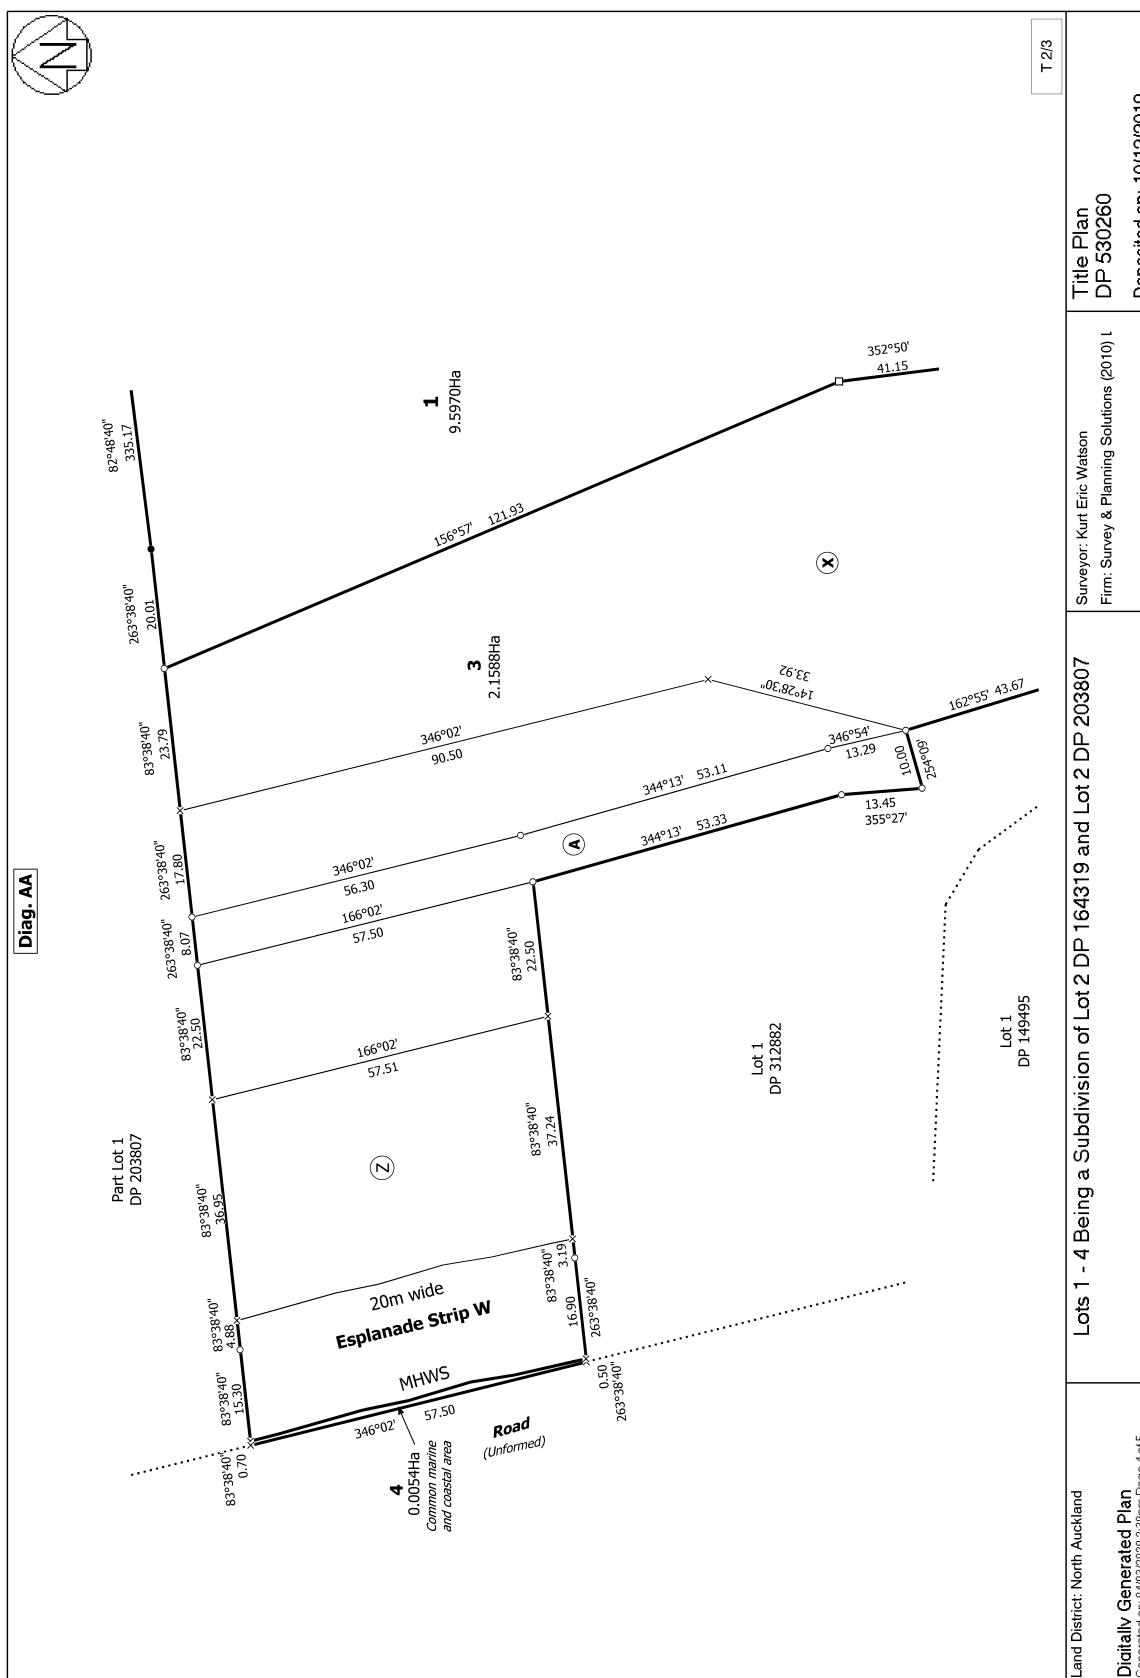 N
T 2/3
Diag. AA
82°48'40"
335.17
263°38'40"
20.01
83°38'40"
23.79
263°38'40"
17.80
263°38'40"
8.07
83°38'40"
22.50
83°38'40"
36.95
83°38'40"
4.88
83°38'40"
15.30
83°38'40"
0.70
Part Lot 1
DP 203807
1
9.5970Ha
156°57' 121.93
352°50'
41.15
X
3
2.1588Ha
346°02'
90.50
14°28'30"
33.92
346°54'
13.29
162°55' 43.67
10.00
254°09'
344°13' 53.11
344°13' 53.33
13.45
355°27'
A
346°02'
56.30
166°02'
57.50
83°38'40"
22.50
166°02'
57.51
83°38'40"
37.24
Z
83°38'40"
3.19
16.90
263°38'40"
0.50
263°38'40"
20m wide
Esplanade Strip W
MHWS
346°02' 57.50
Road
(Unformed)
4
0.0054Ha
Common marine
and coastal area
Lot 1
DP 312882
Lot 1
DP 149495
Land District: North Auckland
Digitally Generated Plan
Lots 1 - 4 Being a Subdivision of Lot 2 DP 164319 and Lot 2 DP 203807
Surveyor: Kurt Eric Watson
Firm: Survey & Planning Solutions (2010) L
Title Plan
DP 530260